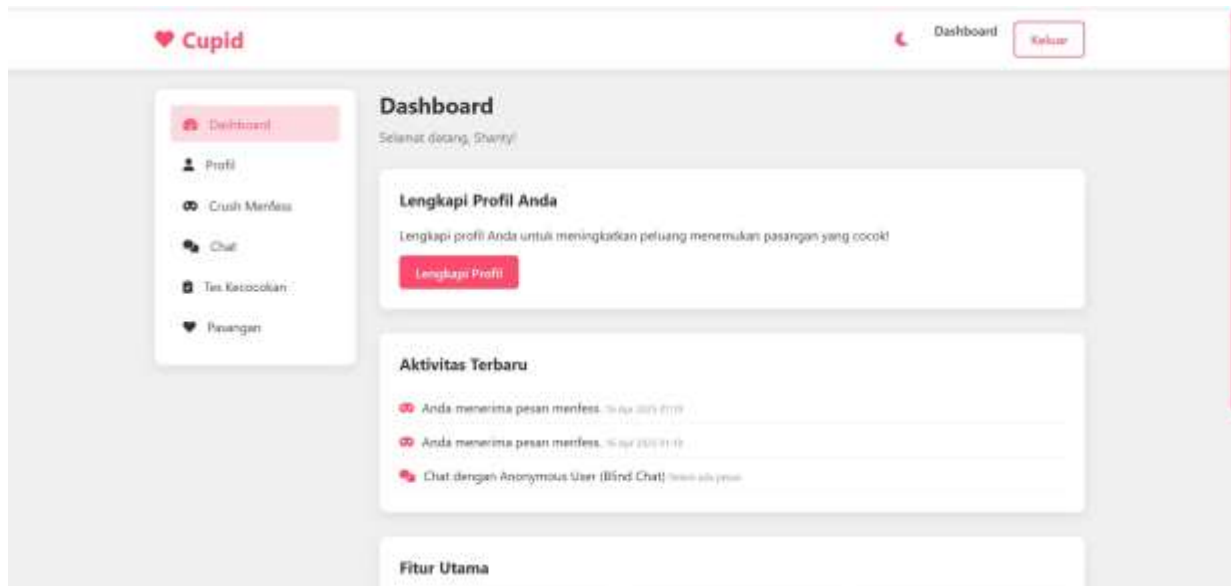 Cupid
Dashboard
Keluar
Dashboard
Profil
Crush Menfess
Chat
Tes Kecocokan
Pasangan
Dashboard
Selamat datang, Shanty!
Lengkapi Profil Anda
Lengkapi profil Anda untuk meningkatkan peluang menemukan pasangan yang cocok!
Lengkapi Profil
Aktivitas Terbaru
Anda menerima pesan menfess.
Anda menerima pesan menfess.
Chat dengan Anonymous User (Blind Chat)
Fitur Utama